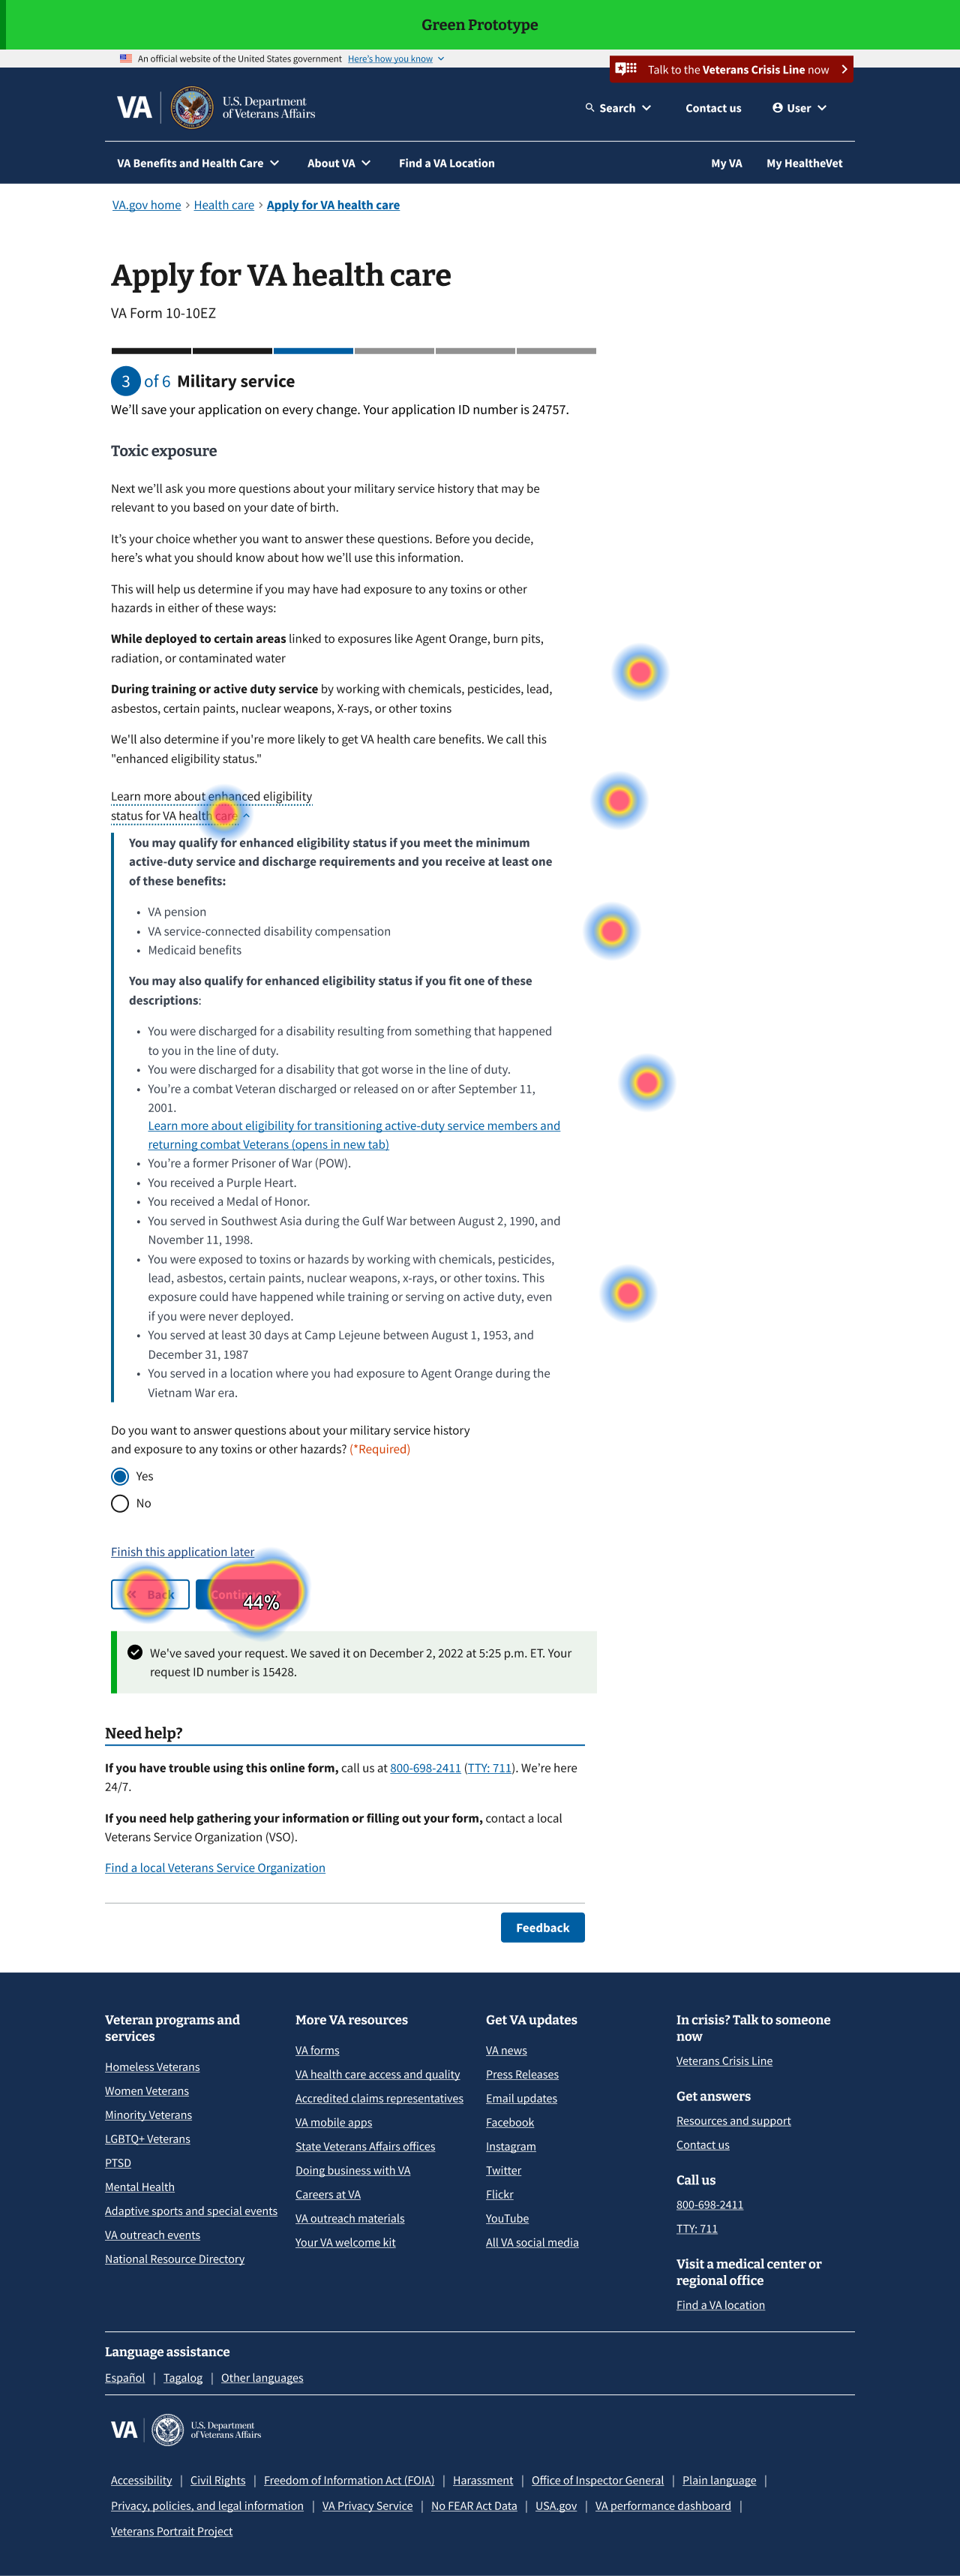 Green Prototype
An official website of the United States government Here's how you know
Talk to the Veterans Crisis Line now
VA
U.S. Department
of Veterans Affairs
Search
Contact us
User
VA Benefits and Health Care
About VA
Find a VA Location
My VA
My HealtheVet
VA.gov home › Health care › Apply for VA health care
Apply for VA health care
VA Form 10-10EZ
3 of 6 Military service
We'll save your application on every change. Your application ID number is 24757.
Toxic exposure
Next we'll ask you more questions about your military service history that may be
relevant to you based on your date of birth.
It's your choice whether you want to answer these questions. Before you decide,
here's what you should know about how we'll use this information.
This will help us determine if you may have had exposure to any toxins or other
hazards in either of these ways:
While deployed to certain areas linked to exposures like Agent Orange, burn pits,
radiation, or contaminated water
During training or active duty service by working with chemicals, pesticides, lead,
asbestos, certain paints, nuclear weapons, X-rays, or other toxins
We'll also determine if you're more likely to get VA health care benefits. We call this
"enhanced eligibility status."
Learn more about enhanced eligibility
status for VA health care
You may qualify for enhanced eligibility status if you meet the minimum
active-duty service and discharge requirements and you receive at least one
of these benefits:
• VA pension
• VA service-connected disability compensation
• Medicaid benefits
You may also qualify for enhanced eligibility status if you fit one of these
descriptions:
• You were discharged for a disability resulting from something that happened
to you in the line of duty.
• You were discharged for a disability that got worse in the line of duty.
• You're a combat Veteran discharged or released on or after September 11,
2001.
Learn more about eligibility for transitioning active-duty service members and
returning combat Veterans (opens in new tab)
• You're a former Prisoner of War (POW).
• You received a Purple Heart.
• You received a Medal of Honor.
• You served in Southwest Asia during the Gulf War between August 2, 1990, and
November 11, 1998.
• You were exposed to toxins or hazards by working with chemicals, pesticides,
lead, asbestos, certain paints, nuclear weapons, x-rays, or other toxins. This
exposure could have happened while training or serving on active duty, even
if you were never deployed.
• You served at least 30 days at Camp Lejeune between August 1, 1953, and
December 31, 1987
• You served in a location where you had exposure to Agent Orange during the
Vietnam War era.
Do you want to answer questions about your military service history
and exposure to any toxins or other hazards? (*Required)
Yes
No
Finish this application later
« Back
Continue »
44%
We've saved your request. We saved it on December 2, 2022 at 5:25 p.m. ET. Your
request ID number is 15428.
Need help?
If you have trouble using this online form, call us at 800-698-2411 (TTY: 711). We're here
24/7.
If you need help gathering your information or filling out your form, contact a local
Veterans Service Organization (VSO).
Find a local Veterans Service Organization
Feedback
Veteran programs and
services
Homeless Veterans
Women Veterans
Minority Veterans
LGBTQ+ Veterans
PTSD
Mental Health
Adaptive sports and special events
VA outreach events
National Resource Directory
More VA resources
VA forms
VA health care access and quality
Accredited claims representatives
VA mobile apps
State Veterans Affairs offices
Doing business with VA
Careers at VA
VA outreach materials
Your VA welcome kit
Get VA updates
VA news
Press Releases
Email updates
Facebook
Instagram
Twitter
Flickr
YouTube
All VA social media
In crisis? Talk to someone
now
Veterans Crisis Line
Get answers
Resources and support
Contact us
Call us
800-698-2411
TTY: 711
Visit a medical center or
regional office
Find a VA location
Language assistance
Español | Tagalog | Other languages
VA
U.S. Department
of Veterans Affairs
Accessibility | Civil Rights | Freedom of Information Act (FOIA) | Harassment | Office of Inspector General | Plain language |
Privacy, policies, and legal information | VA Privacy Service | No FEAR Act Data | USA.gov | VA performance dashboard |
Veterans Portrait Project